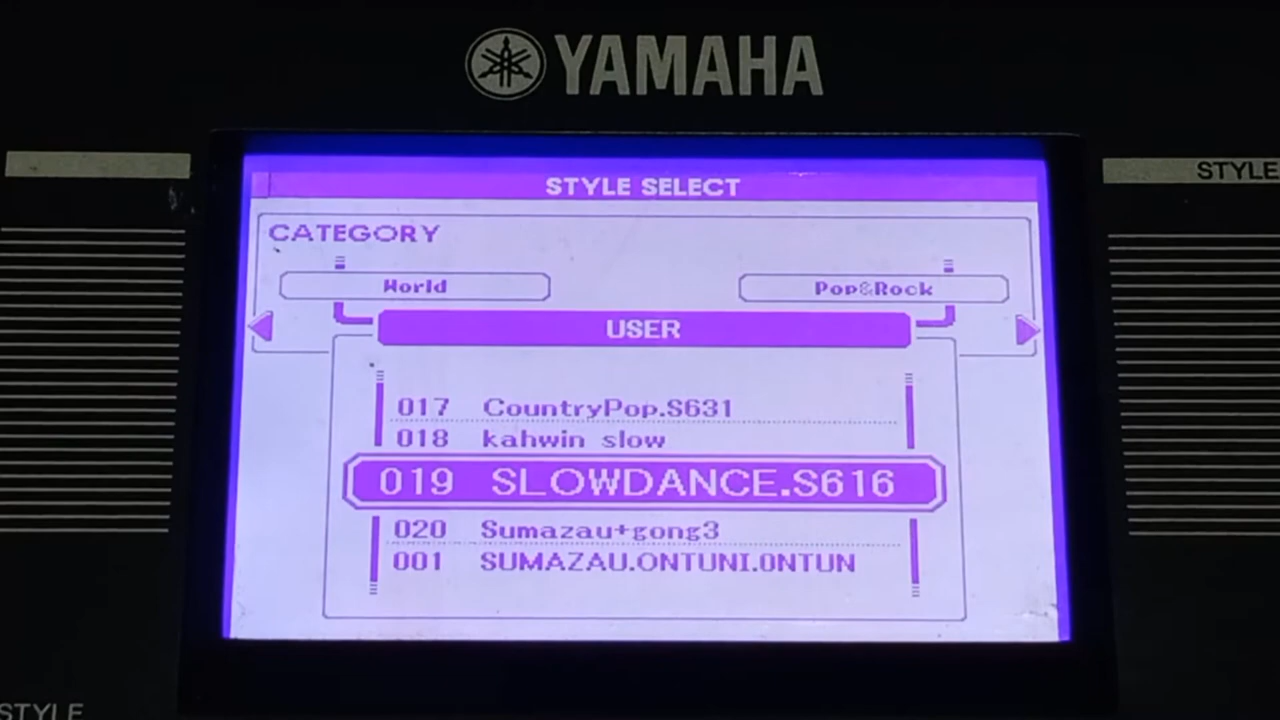 YAMAHA
STYLE SELECT
STYLE
CATEGORY
World
Pop&Rock
USER
017 CountryPop.S631
018 kahwin slow
019 SLOWDANCE.S616
020 Sumazau+gong3
001 SUMAZAU.ONTUNI.ONTUN
STYLE